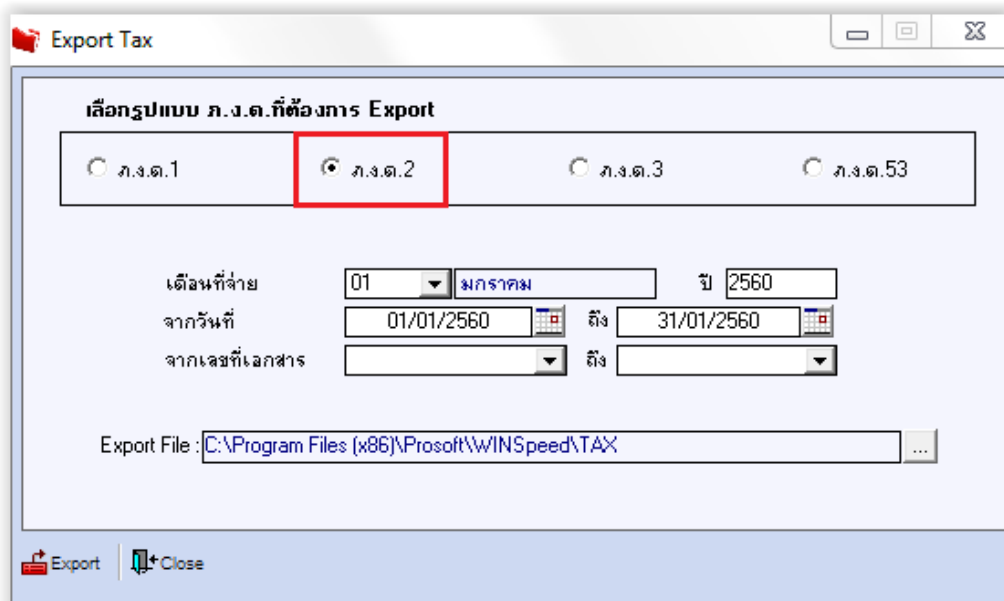 Export Tax
เลือกรูปแบบ ภ.ง.ด.ที่ต้องการ Export
ภ.ง.ด.1 ภ.ง.ด.2 ภ.ง.ด.3 ภ.ง.ด.53
เดือนที่จ่าย 01 มกราคม ปี 2560
จากวันที่ 01/01/2560 ถึง 31/01/2560
จากเลขที่เอกสาร ถึง
Export File : C:\Program Files (x86)\Prosoft\WINSpeed\TAX ...
Export Close